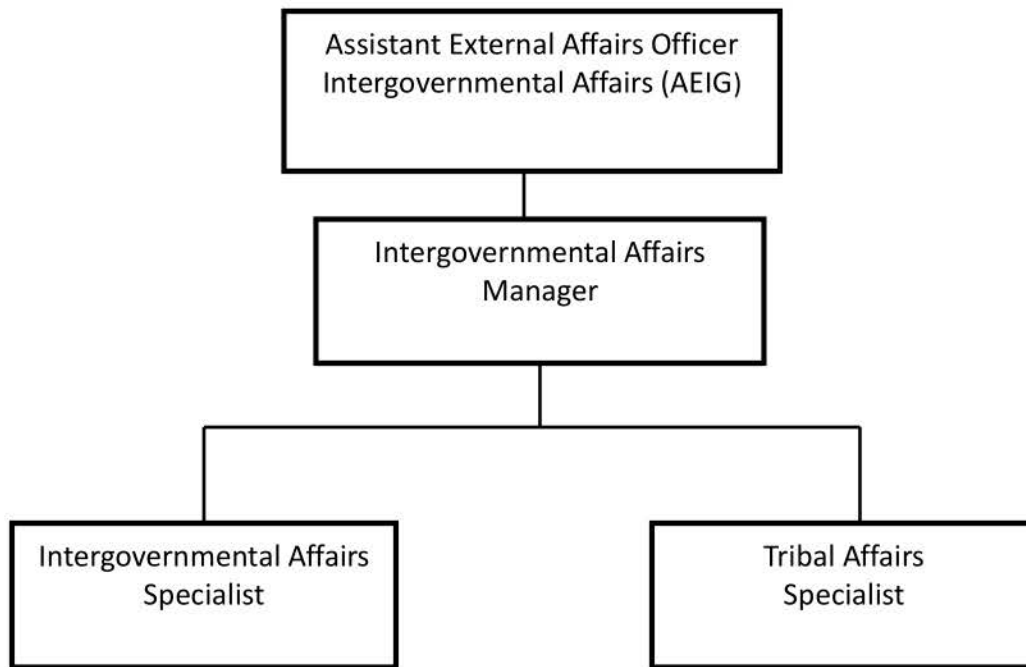 Assistant External Affairs Officer
Intergovernmental Affairs (AEIG)
Intergovernmental Affairs
Manager
Intergovernmental Affairs
Specialist
Tribal Affairs
Specialist